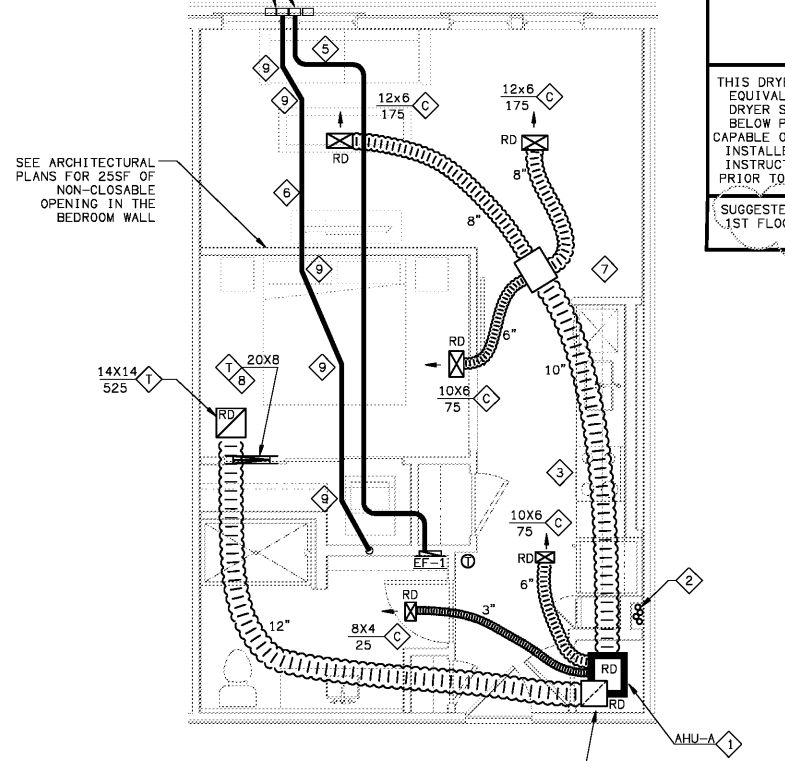 5
9
9
12x6
175
C
12x6
175
C
THIS DRYE
EQUIVAL
DRYER S
BELOW P
CAPABLE O
INSTALLE
INSTRUCT
PRIOR TO
SUGGESTE
1ST FLOO
RD
RD
8"
SEE ARCHITECTURAL
PLANS FOR 25SF OF
NON-CLOSABLE
OPENING IN THE
BEDROOM WALL
6
8"
9
7
6"
RD
10"
14X14
525
T
T
8
20X8
9
10X6
75
C
RD
3
9
10X6
75
C
EF-1
T
RD
6"
2
RD
3"
8X4
25
C
12"
RD
RD
AHU-A
1